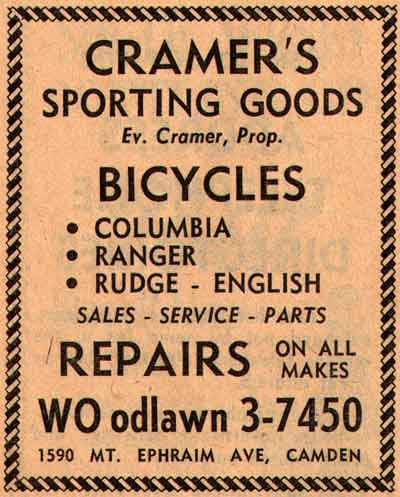 CRAMER'S
SPORTING GOODS
Ev. Cramer, Prop.
BICYCLES
• COLUMBIA
• RANGER
• RUDGE - ENGLISH
SALES - SERVICE - PARTS
REPAIRS ON ALL MAKES
WO odlawn 3-7450
1590 MT. EPHRAIM AVE, CAMDEN